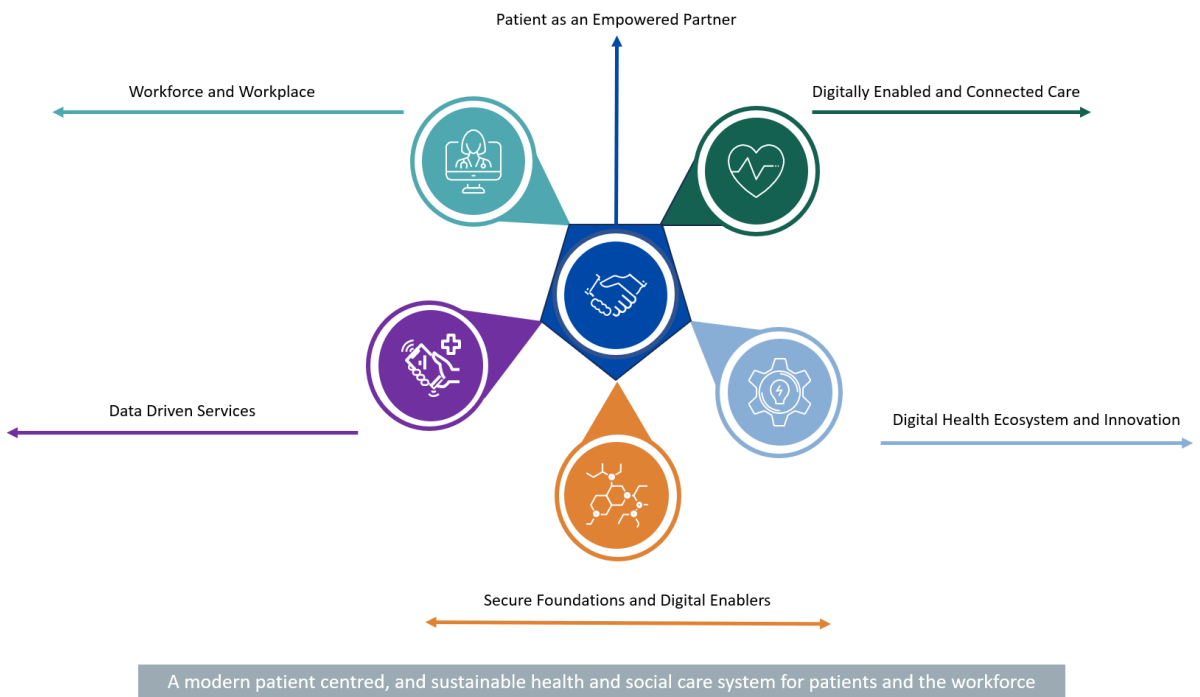 Patient as an Empowered Partner
Workforce and Workplace
Digitally Enabled and Connected Care
Data Driven Services
Digital Health Ecosystem and Innovation
Secure Foundations and Digital Enablers
A modern patient centred, and sustainable health and social care system for patients and the workforce